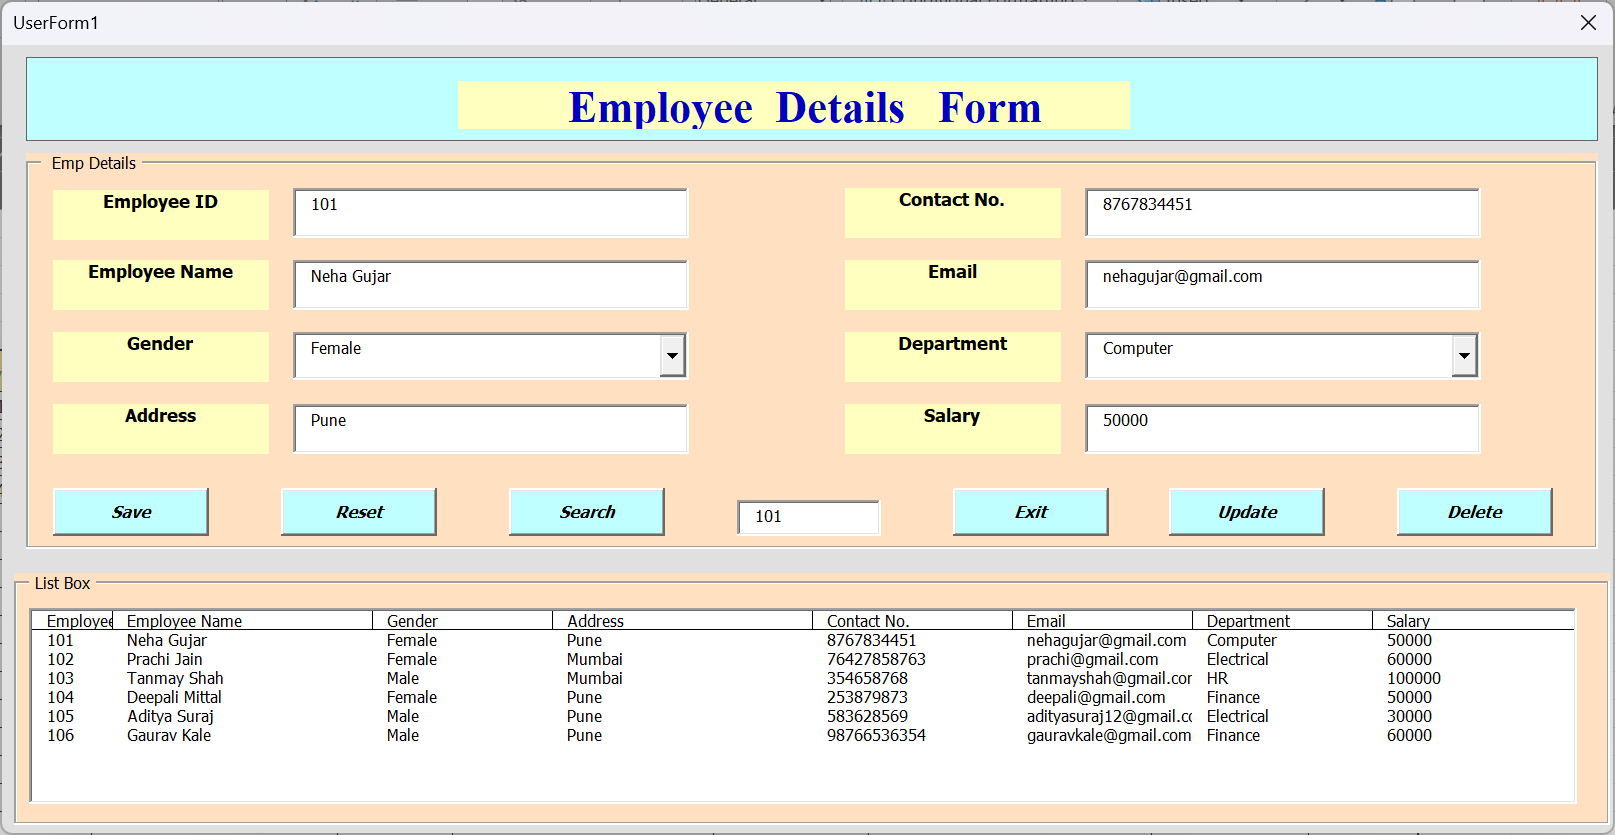 UserForm1
Employee Details Form
Emp Details
Employee ID 101 Contact No. 8767834451
Employee Name Neha Gujar Email nehagujar@gmail.com
Gender Female Department Computer
Address Pune Salary 50000
Save Reset Search 101 Exit Update Delete
List Box
Employee Employee Name Gender Address Contact No. Email Department Salary
101 Neha Gujar Female Pune 8767834451 nehagujar@gmail.com Computer 50000
102 Prachi Jain Female Mumbai 76427858763 prachi@gmail.com Electrical 60000
103 Tanmay Shah Male Mumbai 354658768 tanmayshah@gmail.cor HR 100000
104 Deepali Mittal Female Pune 253879873 deepali@gmail.com Finance 50000
105 Aditya Suraj Male Pune 583628569 adityasuraj12@gmail.cc Electrical 30000
106 Gaurav Kale Male Pune 98766536354 gauravkale@gmail.com Finance 60000